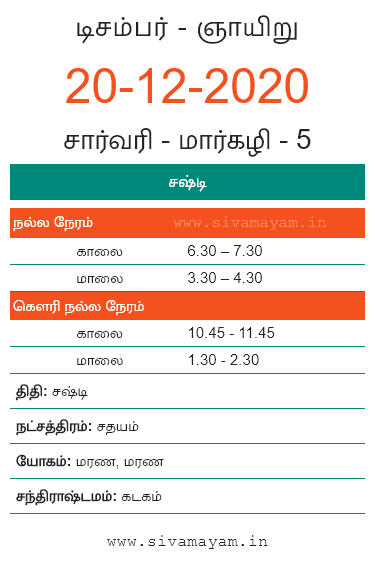 டிசம்பர் - ஞாயிறு
20-12-2020
சார்வரி - மார்கழி - 5
சஷ்டி
நல்ல நேரம் www.sivamayam.in
காலை 6.30 – 7.30
மாலை 3.30 – 4.30
கௌரி நல்ல நேரம்
காலை 10.45 - 11.45
மாலை 1.30 - 2.30
திதி: சஷ்டி
நட்சத்திரம்: சதயம்
யோகம்: மரண, மரண
சந்திராஷ்டமம்: கடகம்
www.sivamayam.in